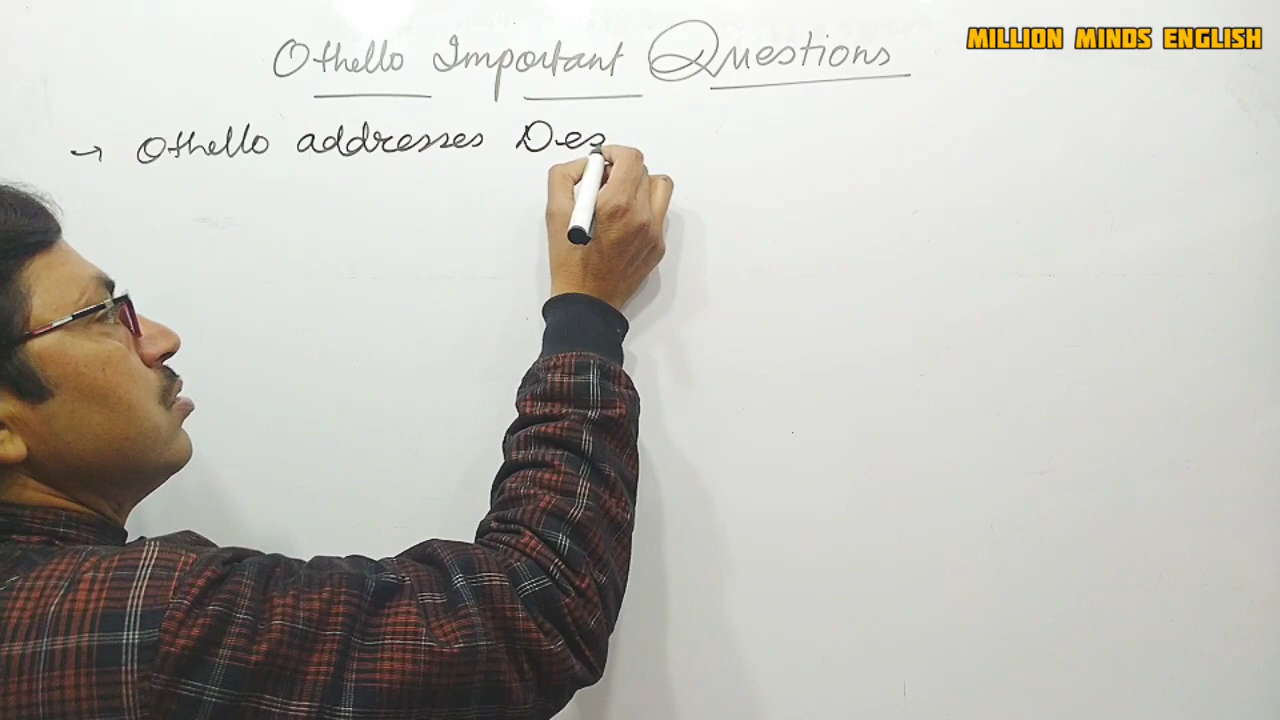 MILLION MINDS ENGLISH
Othello Important Questions
→ Othello addresses Des